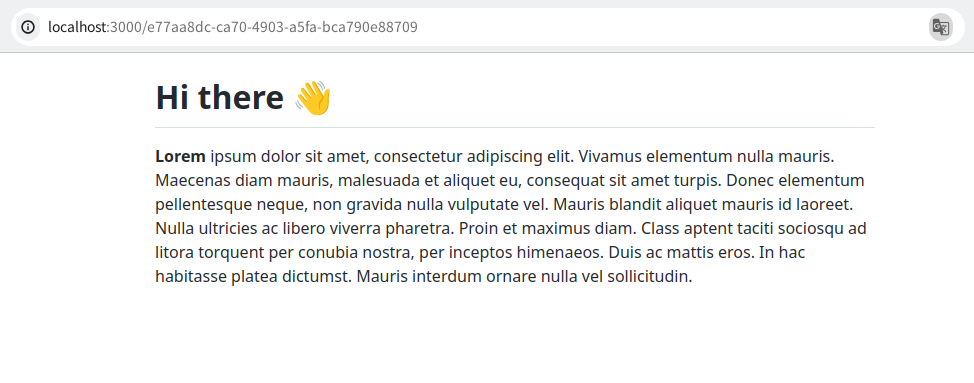 localhost:3000/e77aa8dc-ca70-4903-a5fa-bca790e88709
Hi there 👋
Lorem ipsum dolor sit amet, consectetur adipiscing elit. Vivamus elementum nulla mauris.
Maecenas diam mauris, malesuada et aliquet eu, consequat sit amet turpis. Donec elementum
pellentesque neque, non gravida nulla vulputate vel. Mauris blandit aliquet mauris id laoreet.
Nulla ultricies ac libero viverra pharetra. Proin et maximus diam. Class aptent taciti sociosqu ad
litora torquent per conubia nostra, per inceptos himenaeos. Duis ac mattis eros. In hac
habitasse platea dictumst. Mauris interdum ornare nulla vel sollicitudin.